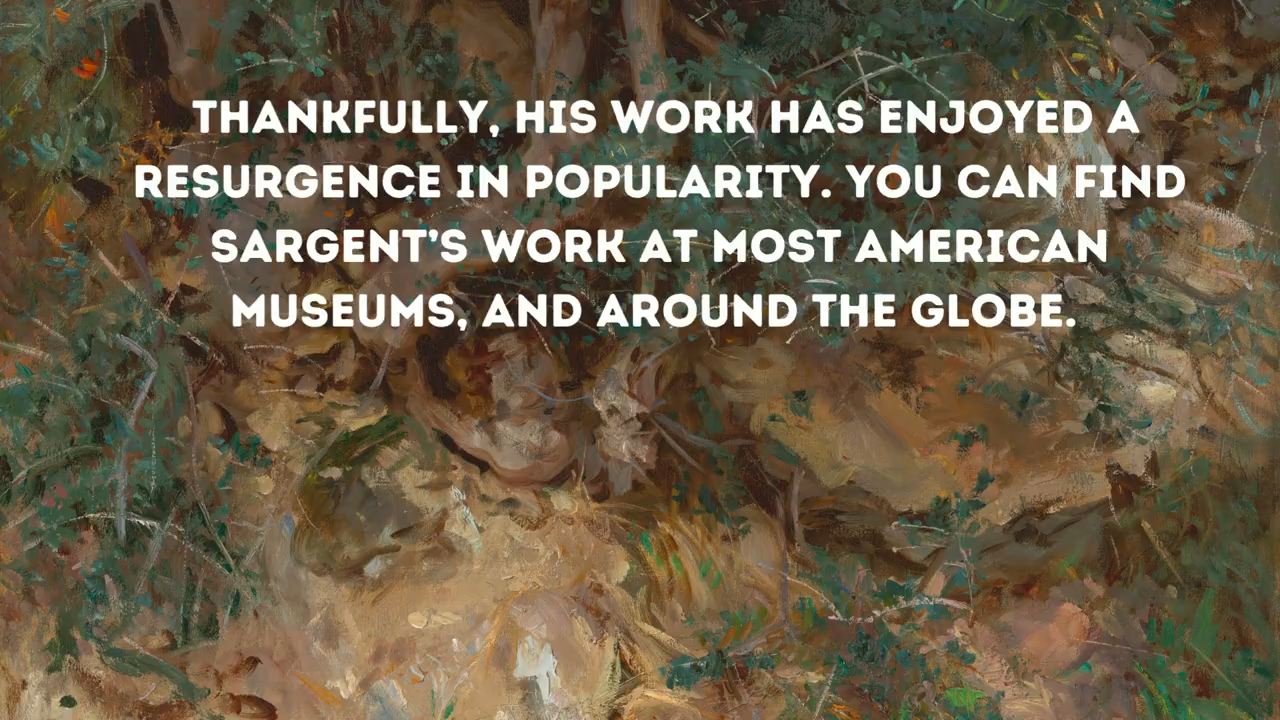 THANKFULLY, HIS WORK HAS ENJOYED A
RESURGENCE IN POPULARITY. YOU CAN FIND
SARGENT’S WORK AT MOST AMERICAN
MUSEUMS, AND AROUND THE GLOBE.